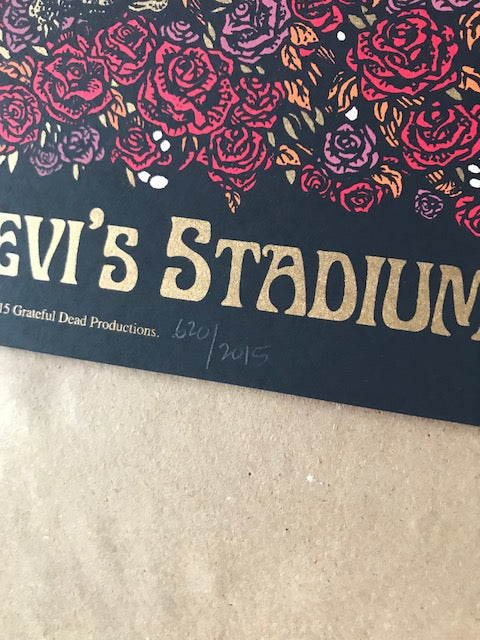 EVI'S STADIUM
15 Grateful Dead Productions. 620/2015